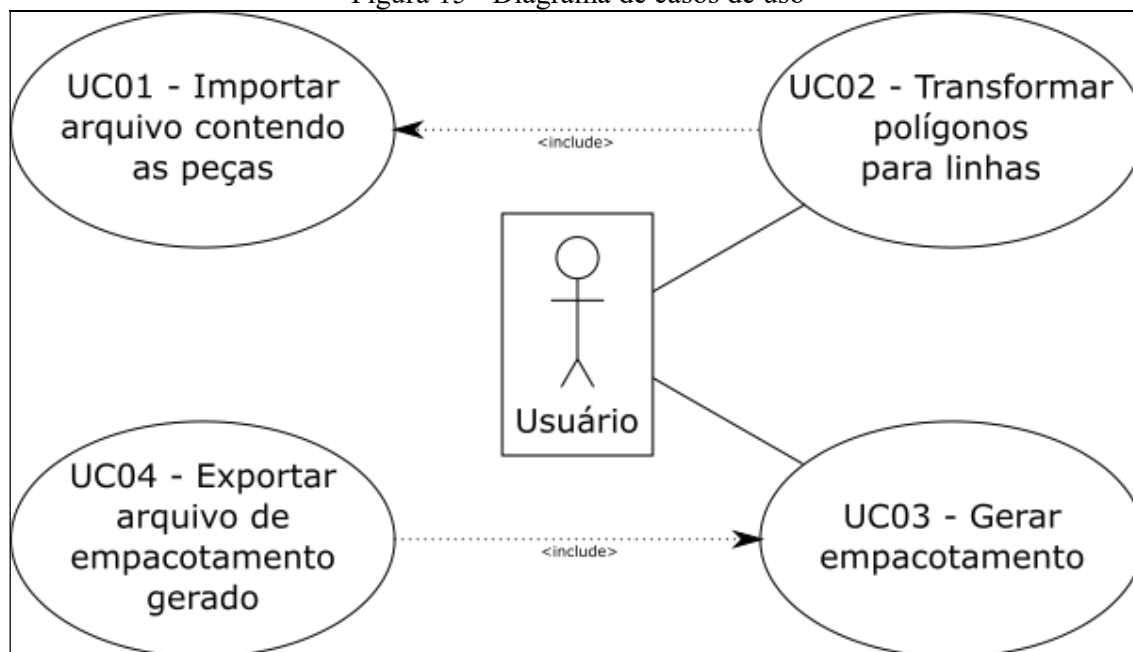 Figura 15 - Diagrama de casos de uso
UC01 - Importar
arquivo contendo
as peças
<include>
UC02 - Transformar
polígonos
para linhas
Usuário
UC04 - Exportar
arquivo de
empacotamento
gerado
<include>
UC03 - Gerar
empacotamento